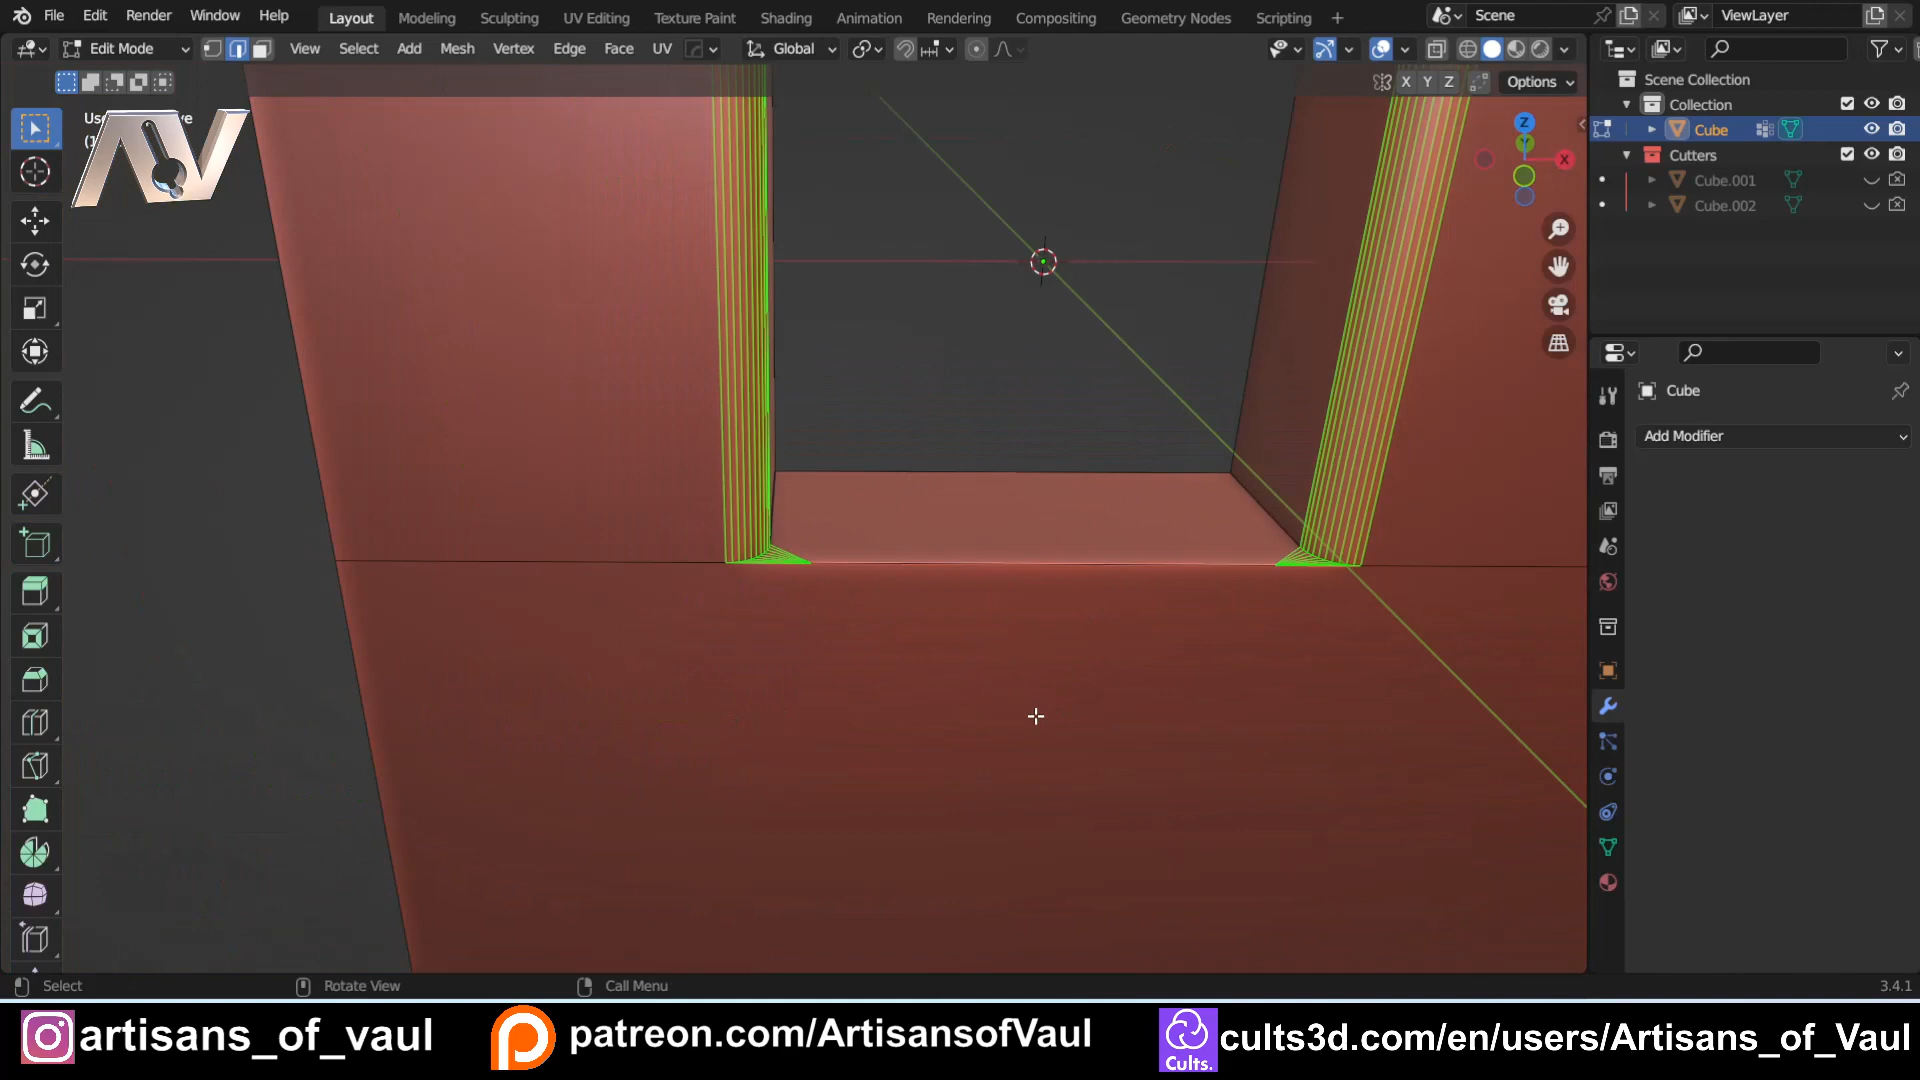 File Edit Render Window Help Layout Modeling Sculpting UV Editing Texture Paint Shading Animation Rendering Compositing Geometry Nodes Scripting + Scene ViewLayer
Edit Mode View Select Add Mesh Vertex Edge Face UV Global
X Y Z Options
Scene Collection
Collection
Cube
Cutters
Cube.001
Cube.002
Z
X
Cube
Add Modifier
Select Rotate View Call Menu 3.4.1
artisans_of_vaul patreon.com/ArtisansofVaul cults3d.com/en/users/Artisans_of_Vaul
Cults.